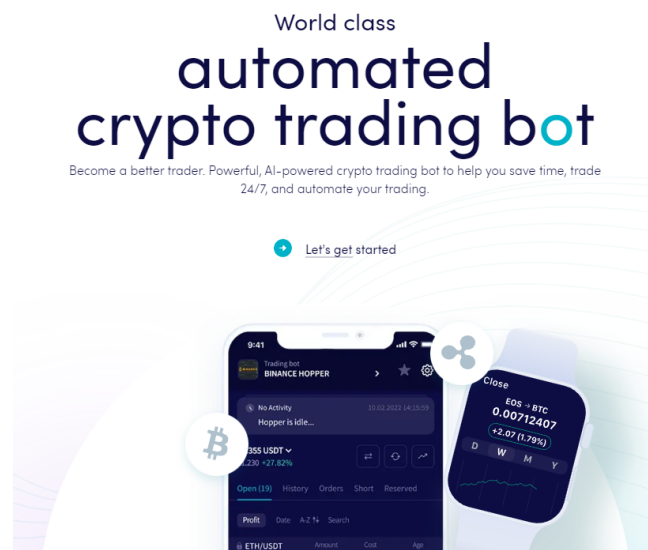 World class
automated
crypto trading bot
Become a better trader. Powerful, AI-powered crypto trading bot to help you save time, trade
24/7, and automate your trading.
Let's get started
9:41
Trading bot
BINANCE HOPPER
No Activity
10.02.2022 14:15:59
Hopper is idle...
355 USDT
.230 +27.82%
Open (19) History Orders Short Reserved
Profit Date A-Z Search
ETH/USDT Amount Cost Age
Close
EOS → BTC
0.00712407
+2.07 (1.79%)
D W M Y